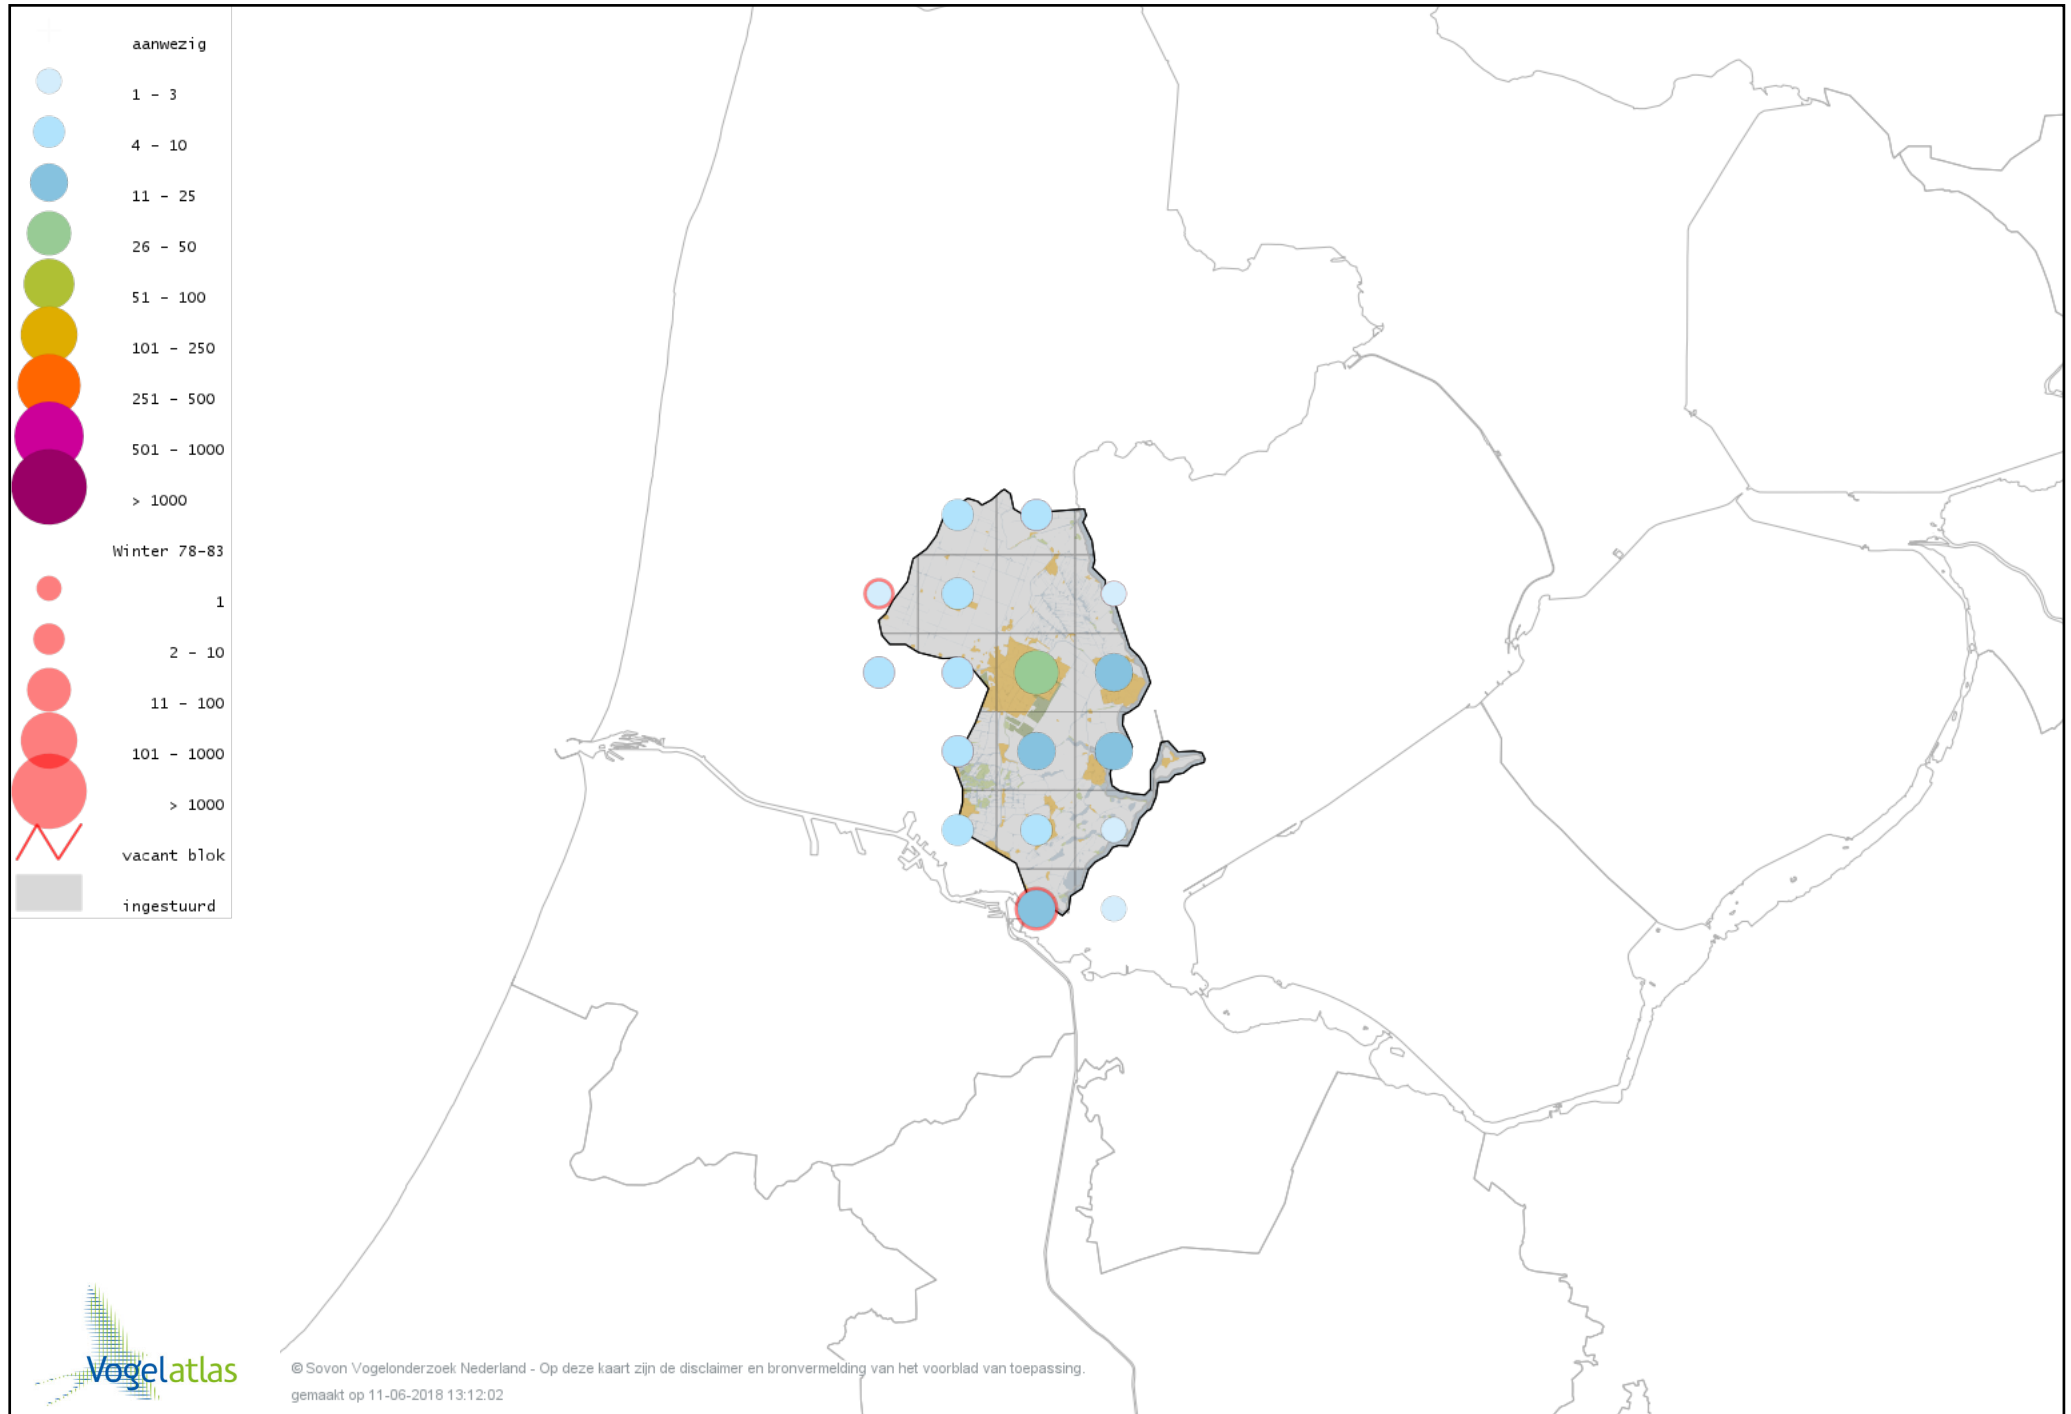 aanwezig
1 - 3
4 - 10
11 - 25
26 - 50
51 - 100
101 - 250
251 - 500
501 - 1000
> 1000
Winter 78-83
1
2 - 10
11 - 100
101 - 1000
> 1000
vacant blok
ingestuurd
Vogelatlas
© Sovon Vogelonderzoek Nederland - Op deze kaart zijn de disclaimer en bronvermelding van het voorblad van toepassing.
gemaakt op 11-06-2018 13:12:02